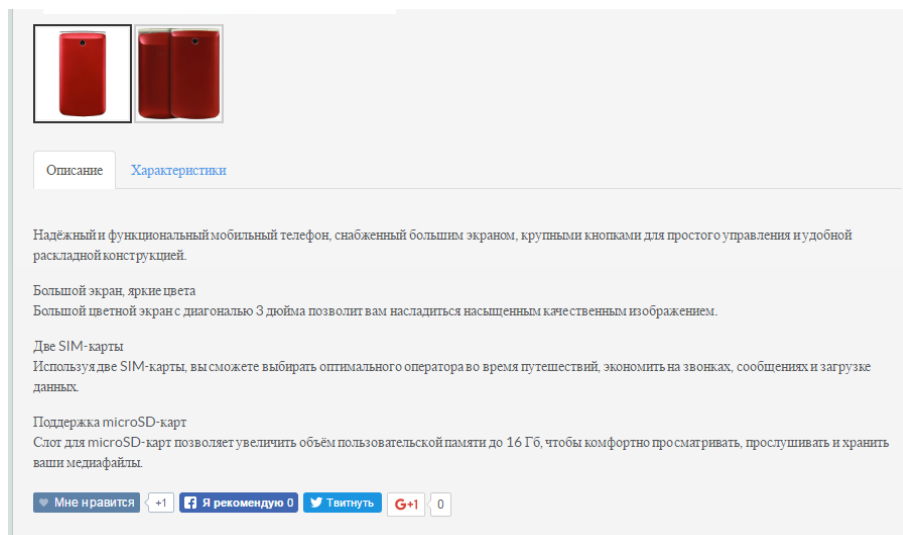 Описание
Характеристики
Надёжный и функциональный мобильный телефон, снабженный большим экраном, крупными кнопками для простого управления и удобной
раскладной конструкцией.
Большой экран, яркие цвета
Большой цветной экран с диагональю 3 дюйма позволит вам насладиться насыщенным качественным изображением.
Две SIM-карты
Используя две SIM-карты, вы сможете выбирать оптимального оператора во время путешествий, экономить на звонках, сообщениях и загрузке
данных.
Поддержка microSD-карт
Слот для microSD-карт позволяет увеличить объём пользовательской памяти до 16 Гб, чтобы комфортно просматривать, прослушивать и хранить
ваши медиафайлы.
Мне нравится +1 Я рекомендую 0 Твитнуть G+1 0